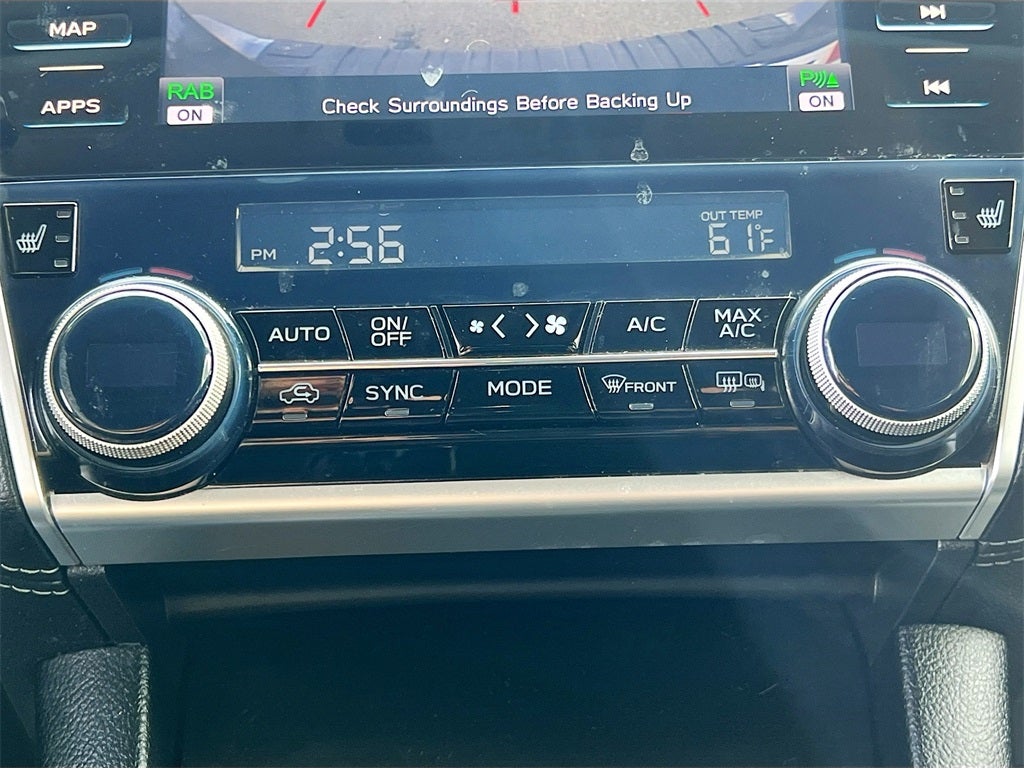 MAP
APPS
RAB
ON
Check Surroundings Before Backing Up
P
ON
PM 2:56
OUT TEMP
61°F
AUTO
ON/
OFF
A/C
MAX
A/C
SYNC
MODE
FRONT